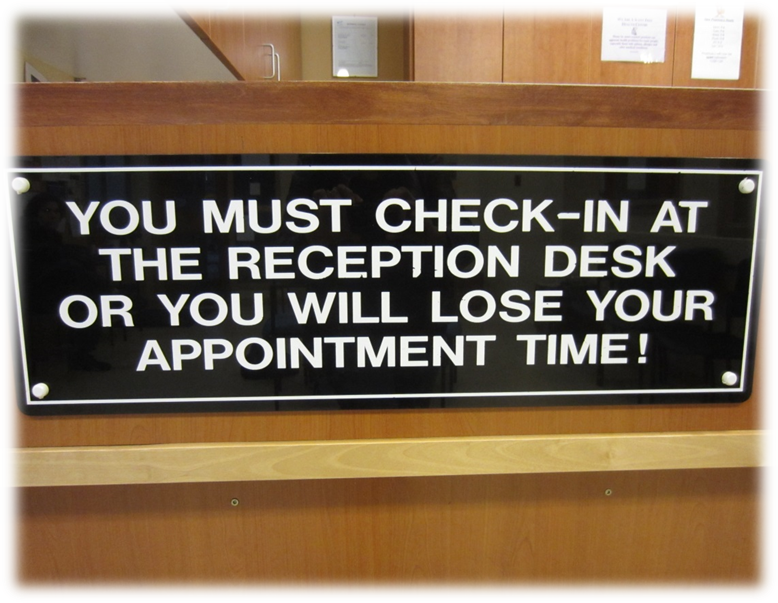 YOU MUST CHECK-IN AT
THE RECEPTION DESK
OR YOU WILL LOSE YOUR
APPOINTMENT TIME!